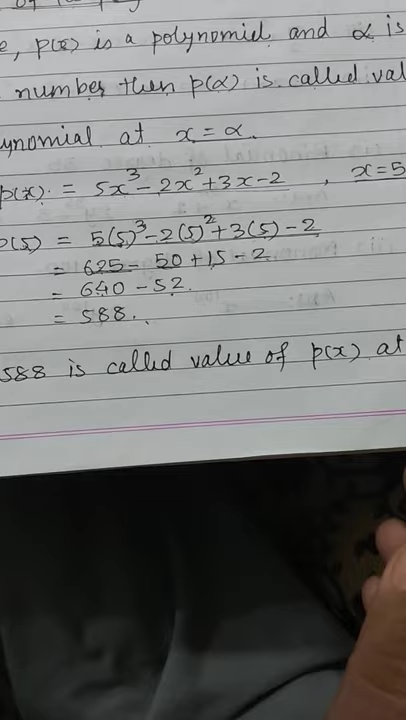 e, p(x) is a polynomial and α is
number then p(α) is called val
ynomial at x = α.
p(x) = 5x³ - 2x² + 3x - 2 , x = 5
p(5) = 5(5)³ - 2(5)² + 3(5) - 2
= 625 - 50 + 15 - 2
= 640 - 52.
= 588.
588 is called value of p(x) at